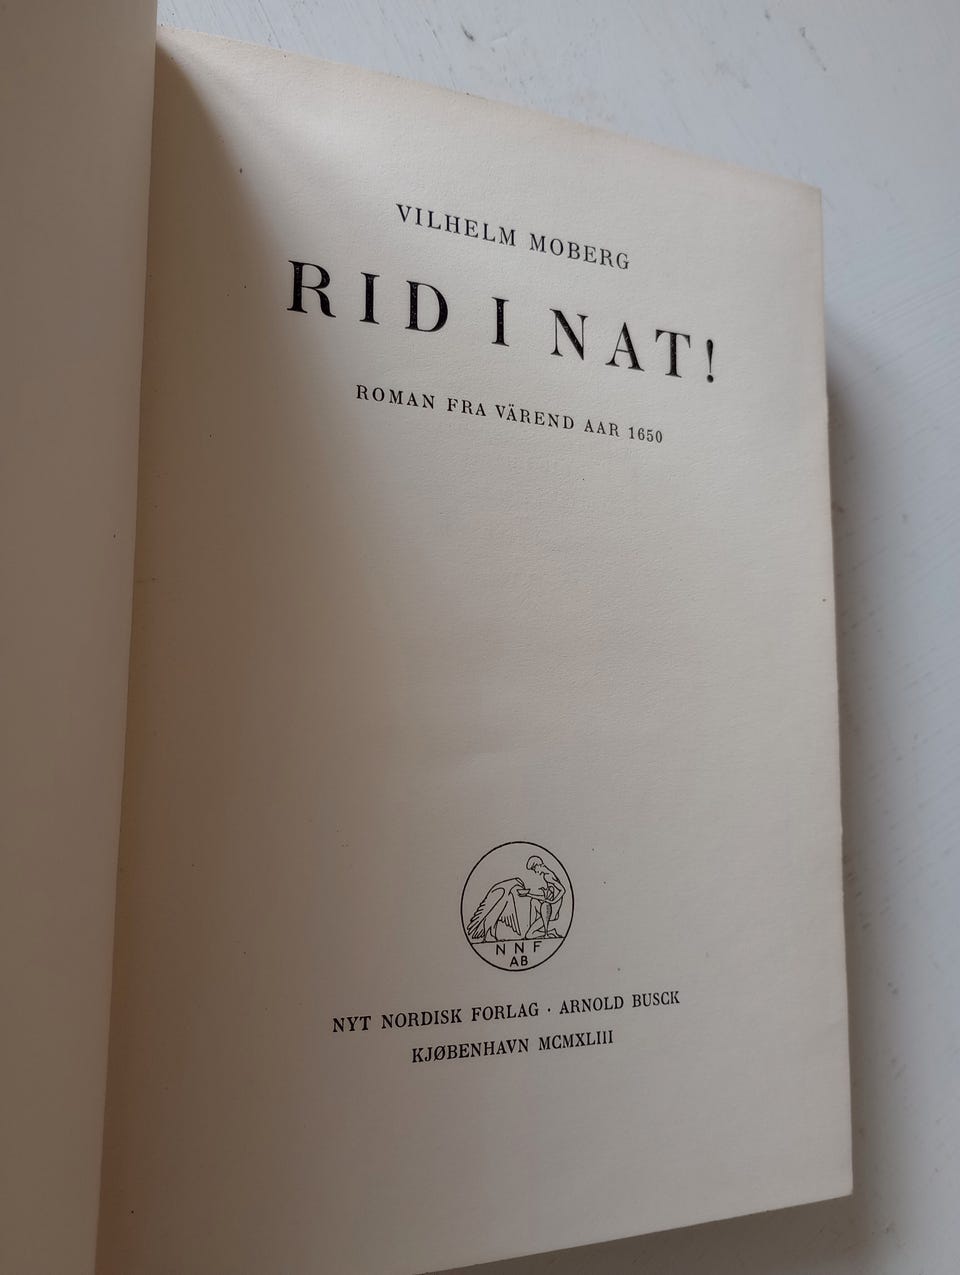 VILHELM MOBERG
RID I NAT!
ROMAN FRA VÄREND AAR 1650
N N F
AB
NYT NORDISK FORLAG · ARNOLD BUSCK
KJØBENHAVN MCMXLIII